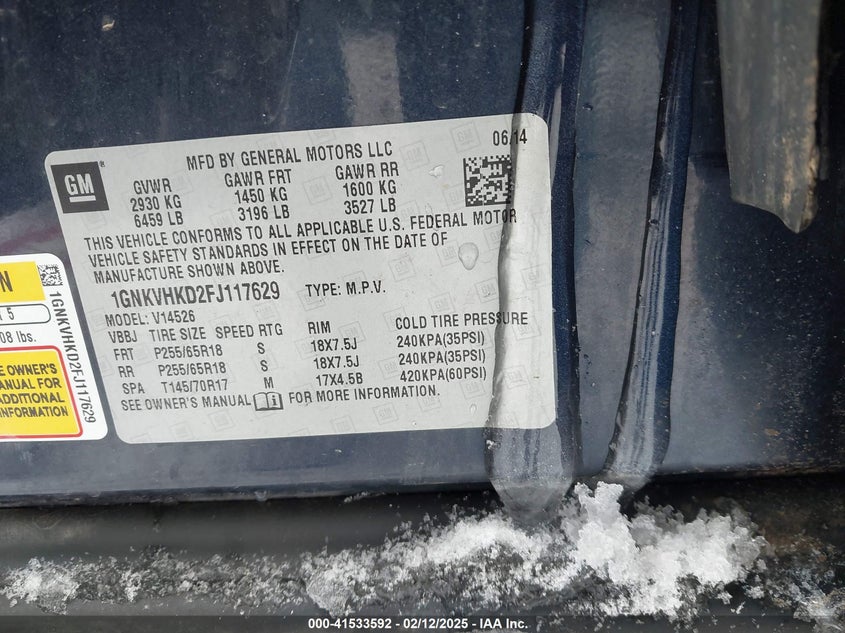 MFD BY GENERAL MOTORS LLC
06/14
GM
®
GVWR GAWR FRT GAWR RR
2930 KG 1450 KG 1600 KG
6459 LB 3196 LB 3527 LB
THIS VEHICLE CONFORMS TO ALL APPLICABLE U.S. FEDERAL MOTOR
VEHICLE SAFETY STANDARDS IN EFFECT ON THE DATE OF
MANUFACTURE SHOWN ABOVE.
1GNKVHKD2FJ117629 TYPE: M.P.V.
MODEL: V14526
VBBJ TIRE SIZE SPEED RTG RIM COLD TIRE PRESSURE
FRT P255/65R18 S 18X7.5J 240KPA(35PSI)
RR P255/65R18 S 18X7.5J 240KPA(35PSI)
SPA T145/70R17 M 17X4.5B 420KPA(60PSI)
SEE OWNER'S MANUAL i FOR MORE INFORMATION.
N
5
08 lbs.
SEE OWNER'S
MANUAL FOR
ADDITIONAL
INFORMATION
1GNKVHKD2FJ117629
000-41533592 - 02/12/2025 - IAA Inc.